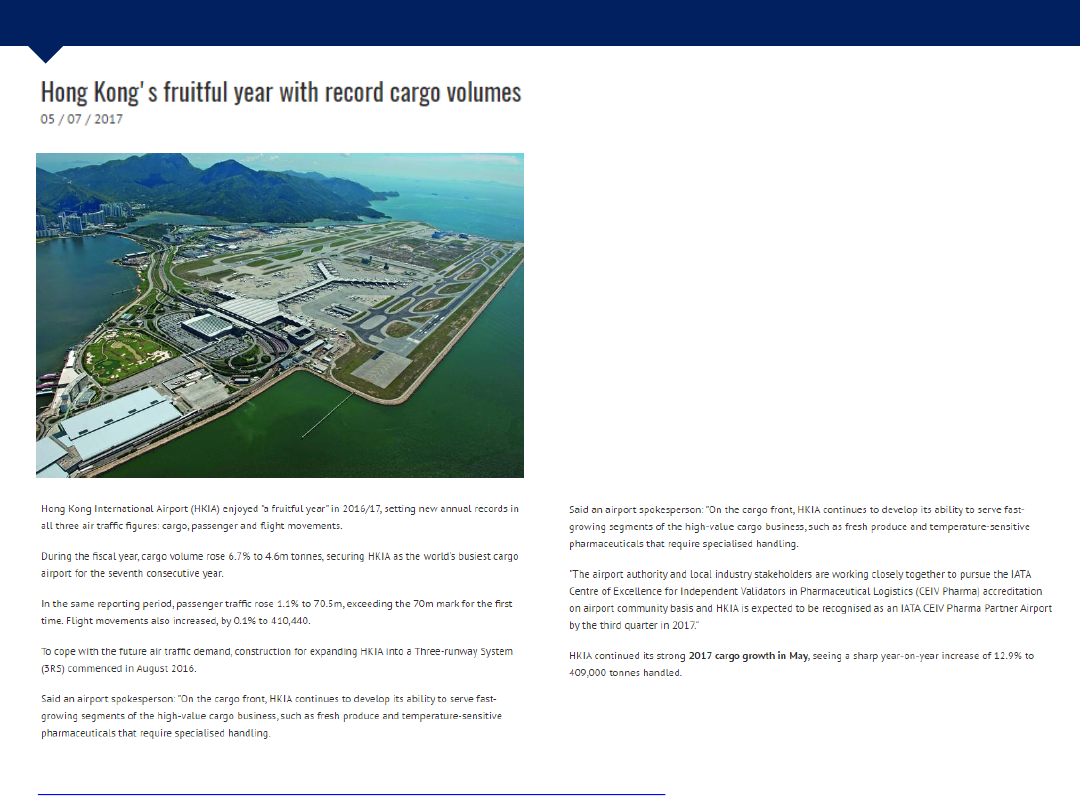 Hong Kong's fruitful year with record cargo volumes
05 / 07 / 2017
Hong Kong International Airport (HKIA) enjoyed "a fruitful year" in 2016/17, setting new annual records in
all three air traffic figures: cargo, passenger and flight movements.
During the fiscal year, cargo volume rose 6.7% to 4.6m tonnes, securing HKIA as the world's busiest cargo
airport for the seventh consecutive year.
In the same reporting period, passenger traffic rose 1.1% to 70.5m, exceeding the 70m mark for the first
time. Flight movements also increased, by 0.1% to 410,440.
To cope with the future air traffic demand, construction for expanding HKIA into a Three-runway System
(3RS) commenced in August 2016.
Said an airport spokesperson: "On the cargo front, HKIA continues to develop its ability to serve fast-
growing segments of the high-value cargo business, such as fresh produce and temperature-sensitive
pharmaceuticals that require specialised handling.
Said an airport spokesperson: "On the cargo front, HKIA continues to develop its ability to serve fast-
growing segments of the high-value cargo business, such as fresh produce and temperature-sensitive
pharmaceuticals that require specialised handling.
"The airport authority and local industry stakeholders are working closely together to pursue the IATA
Centre of Excellence for Independent Validators in Pharmaceutical Logistics (CEIV Pharma) accreditation
on airport community basis and HKIA is expected to be recognised as an IATA CEIV Pharma Partner Airport
by the third quarter in 2017."
HKIA continued its strong 2017 cargo growth in May, seeing a sharp year-on-year increase of 12.9% to
409,000 tonnes handled.